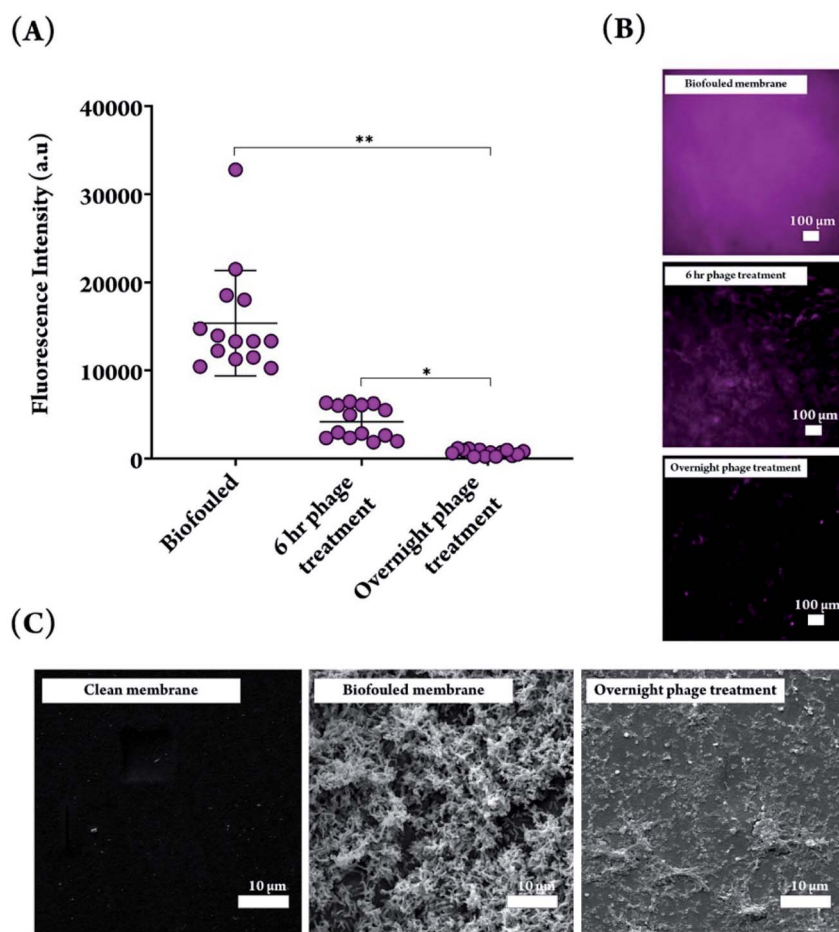 (A)
40000
30000
20000
10000
0
Fluorescence Intensity (a.u)
**
*
Biofouled
6 hr phage
treatment
Overnight phage
treatment
(B)
Biofouled membrane
100 µm
6 hr phage treatment
100 µm
Overnight phage treatment
100 µm
(C)
Clean membrane
10 µm
Biofouled membrane
10 µm
Overnight phage treatment
10 µm